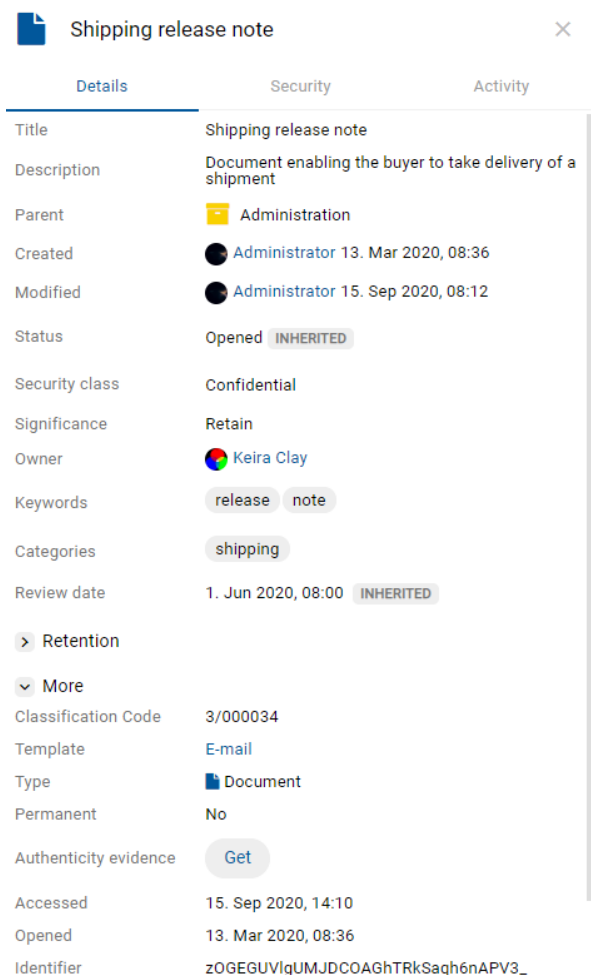 Shipping release note
Details Security Activity
Title Shipping release note
Description Document enabling the buyer to take delivery of a
shipment
Parent Administration
Created Administrator 13. Mar 2020, 08:36
Modified Administrator 15. Sep 2020, 08:12
Status Opened INHERITED
Security class Confidential
Significance Retain
Owner Keira Clay
Keywords release note
Categories shipping
Review date 1. Jun 2020, 08:00 INHERITED
Retention
More
Classification Code 3/000034
Template E-mail
Type Document
Permanent No
Authenticity evidence Get
Accessed 15. Sep 2020, 14:10
Opened 13. Mar 2020, 08:36
Identifier